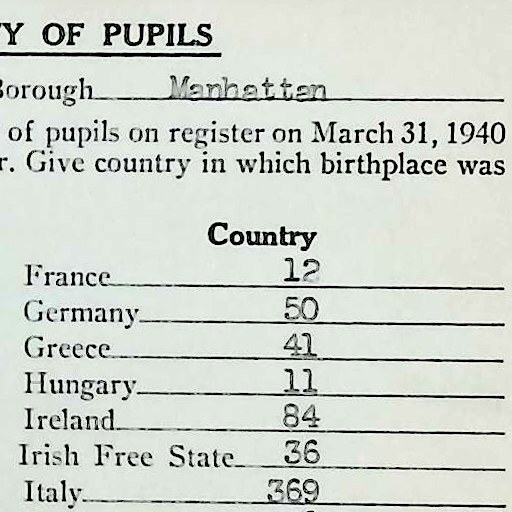 Y OF PUPILS
Borough Manhattan
of pupils on register on March 31, 1940
r. Give country in which birthplace was
Country
France 12
Germany 50
Greece 41
Hungary 11
Ireland 84
Irish Free State 36
Italy 369